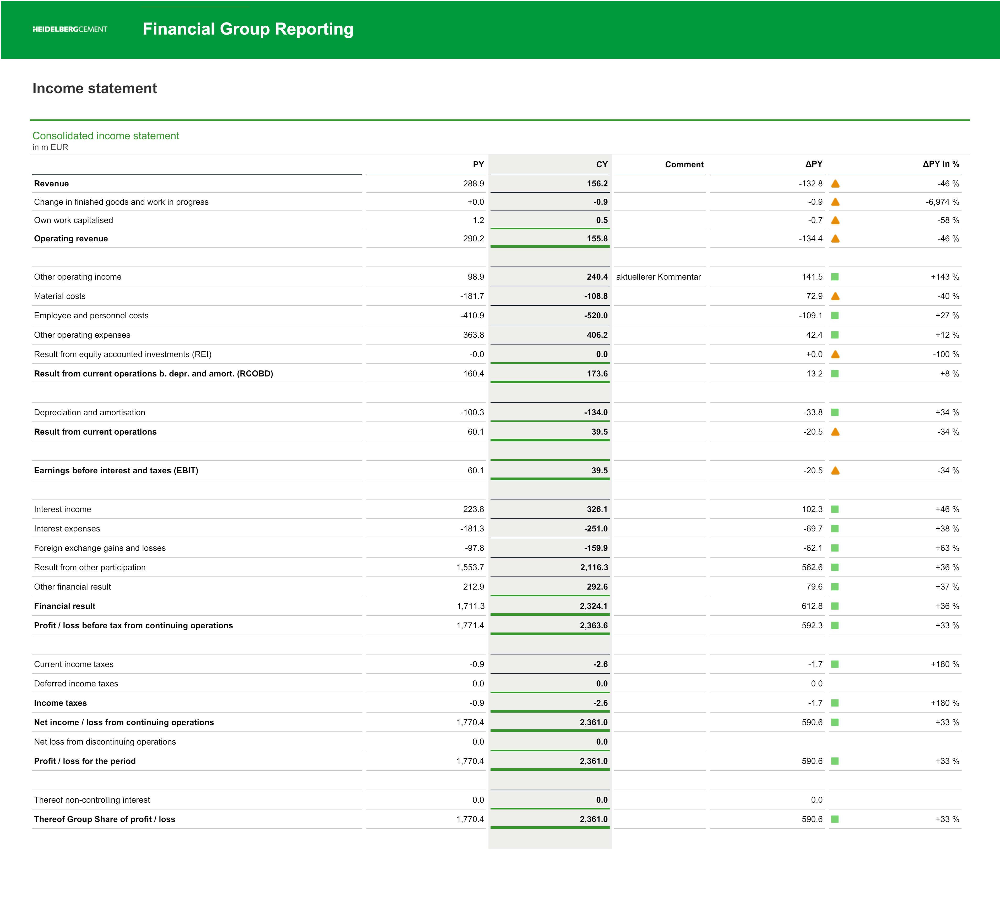 HEIDELBERGCEMENT Financial Group Reporting
Income statement
Consolidated income statement
in m EUR
PY CY Comment ΔPY ΔPY in %
Revenue 288.9 156.2 -132.8 -46 %
Change in finished goods and work in progress +0.0 -0.9 -0.9 -6,974 %
Own work capitalised 1.2 0.5 -0.7 -58 %
Operating revenue 290.2 155.8 -134.4 -46 %
Other operating income 98.9 240.4 aktuellerer Kommentar 141.5 +143 %
Material costs -181.7 -108.8 72.9 -40 %
Employee and personnel costs -410.9 -520.0 -109.1 +27 %
Other operating expenses 363.8 406.2 42.4 +12 %
Result from equity accounted investments (REI) -0.0 0.0 +0.0 -100 %
Result from current operations b. depr. and amort. (RCOBD) 160.4 173.6 13.2 +8 %
Depreciation and amortisation -100.3 -134.0 -33.8 +34 %
Result from current operations 60.1 39.5 -20.5 -34 %
Earnings before interest and taxes (EBIT) 60.1 39.5 -20.5 -34 %
Interest income 223.8 326.1 102.3 +46 %
Interest expenses -181.3 -251.0 -69.7 +38 %
Foreign exchange gains and losses -97.8 -159.9 -62.1 +63 %
Result from other participation 1,553.7 2,116.3 562.6 +36 %
Other financial result 212.9 292.6 79.6 +37 %
Financial result 1,711.3 2,324.1 612.8 +36 %
Profit / loss before tax from continuing operations 1,771.4 2,363.6 592.3 +33 %
Current income taxes -0.9 -2.6 -1.7 +180 %
Deferred income taxes 0.0 0.0 0.0
Income taxes -0.9 -2.6 -1.7 +180 %
Net income / loss from continuing operations 1,770.4 2,361.0 590.6 +33 %
Net loss from discontinuing operations 0.0 0.0
Profit / loss for the period 1,770.4 2,361.0 590.6 +33 %
Thereof non-controlling interest 0.0 0.0 0.0
Thereof Group Share of profit / loss 1,770.4 2,361.0 590.6 +33 %